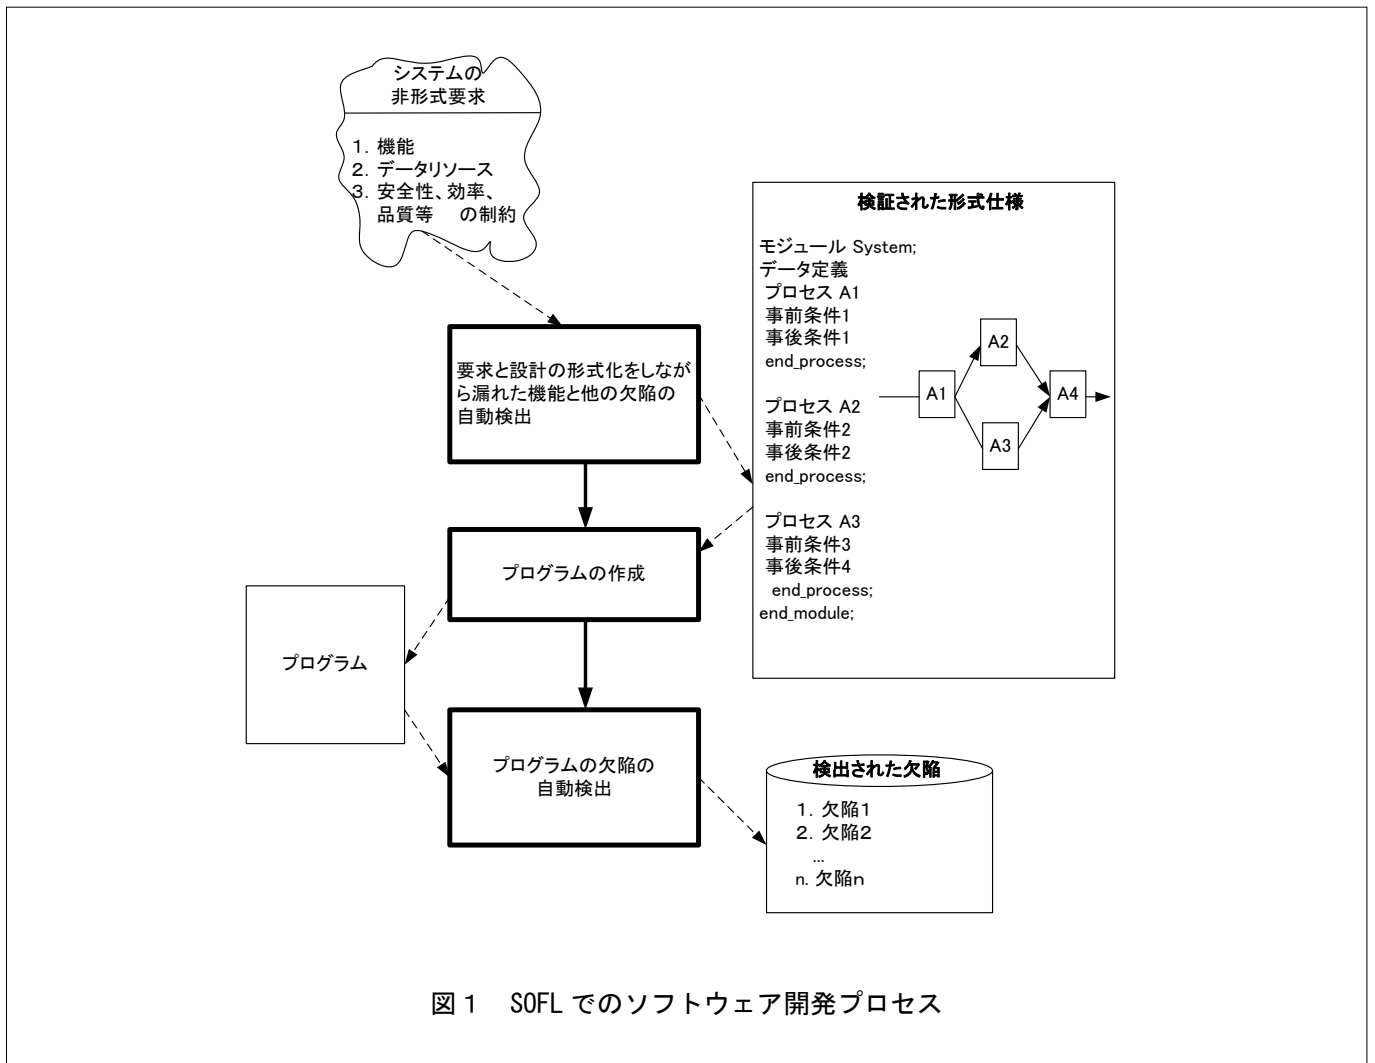 システムの
非形式要求
1. 機能
2. データリソース
3. 安全性、効率、
品質等　の制約
要求と設計の形式化をしなが
ら漏れた機能と他の欠陥の
自動検出
プログラムの作成
プログラム
プログラムの欠陥の
自動検出
検証された形式仕様
モジュール System;
データ定義
プロセス A1
事前条件1
事後条件1
end_process;
プロセス A2
事前条件2
事後条件2
end_process;
プロセス A3
事前条件3
事後条件4
end_process;
end_module;
A1
A2
A3
A4
検出された欠陥
1. 欠陥1
2. 欠陥2
...
n. 欠陥n
図1　SOFL でのソフトウェア開発プロセス